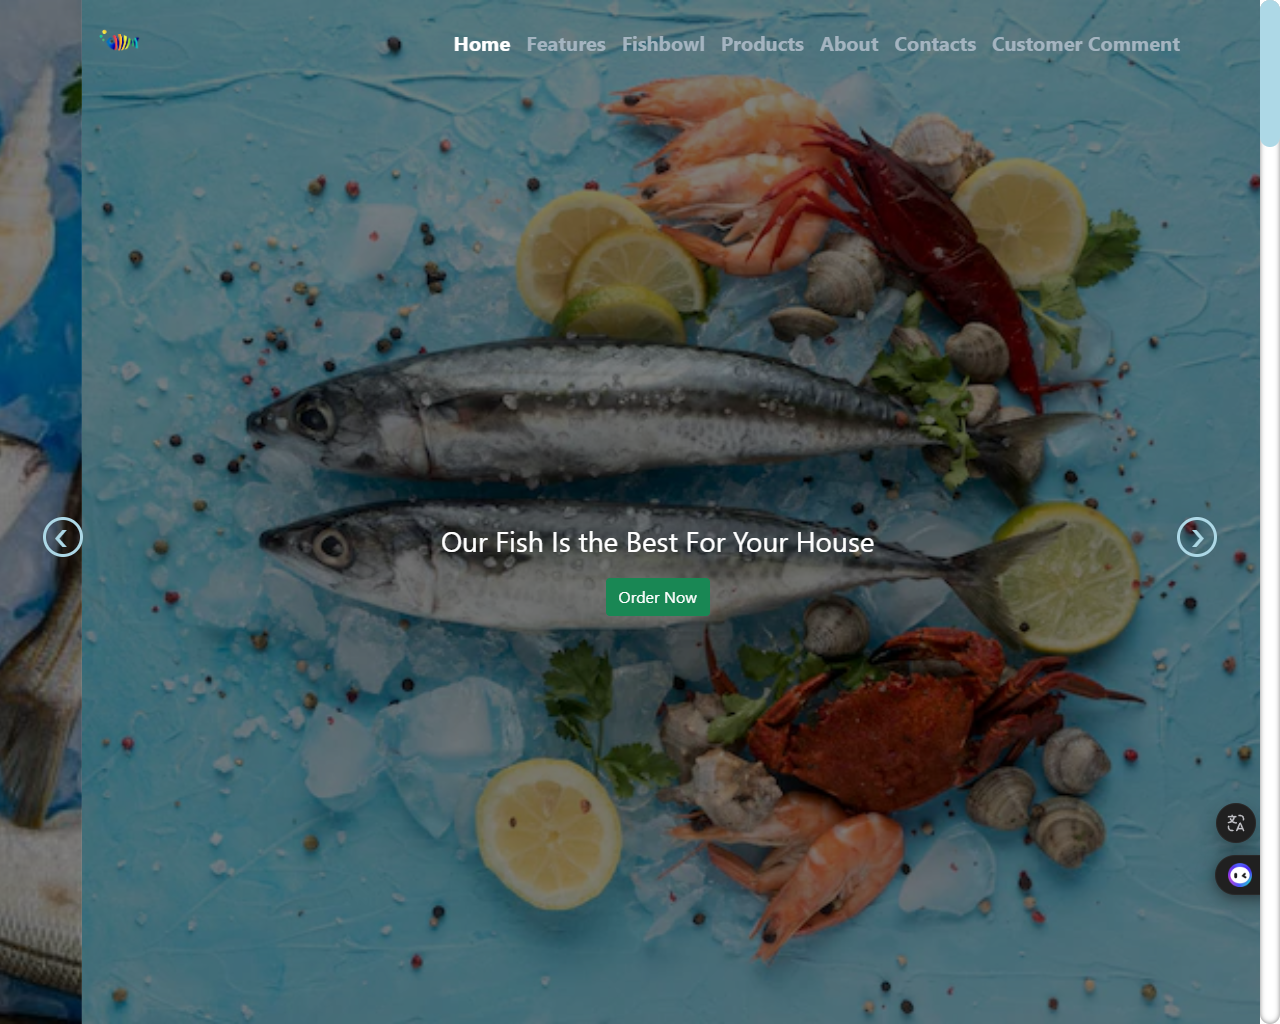 Home Features Fishbowl Products About Contacts Customer Comment
Our Fish Is the Best For Your House
Order Now